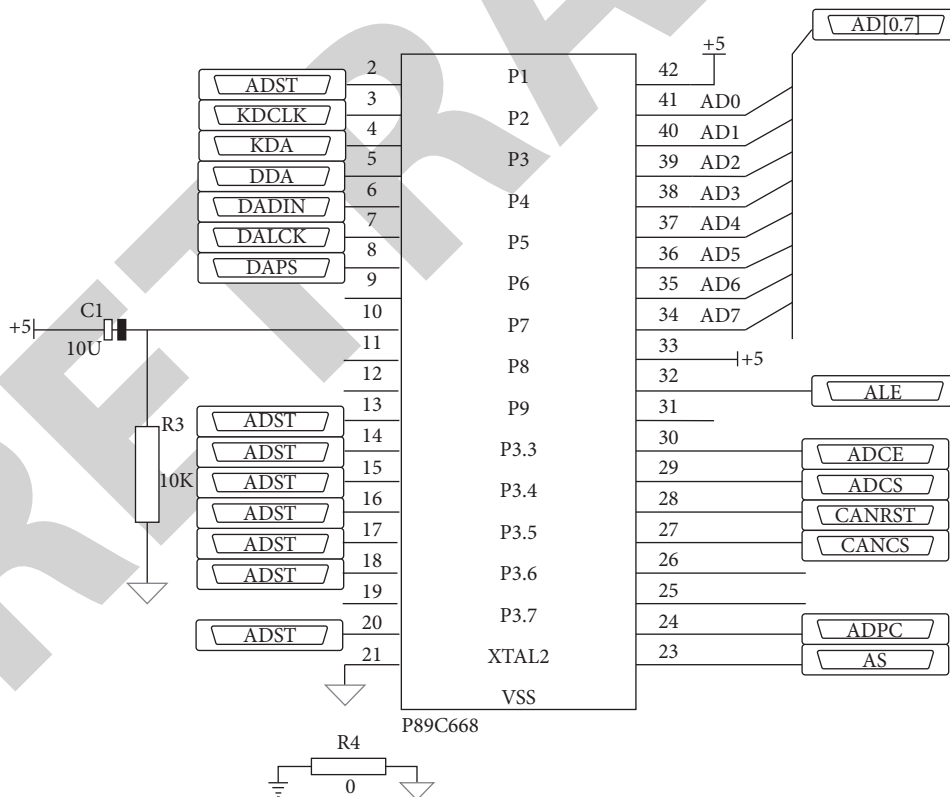 AD[0.7]
+5
2 P1 42
ADST
3 41 AD0
KDCLK P2
4 40 AD1
KDA
5 P3 39 AD2
DDA
6 P4 38 AD3
DADIN
7 37 AD4
DALCK P5
8 36 AD5
DAPS
9 P6 35 AD6
10 P7 34 AD7
C1
+5
10U
11 33
P8 +5
12 32
ALE
13 P9 31
ADST
R3
14 P3.3 30
ADST ADCE
15 29
10K ADST P3.4 ADCS
16 28
ADST P3.5 CANRST
17 27
ADST CANCS
18 P3.6 26
ADST
19 25
P3.7
20 24
ADST ADPC
21 XTAL2 23
AS
VSS
P89C668
R4
0
RETRA